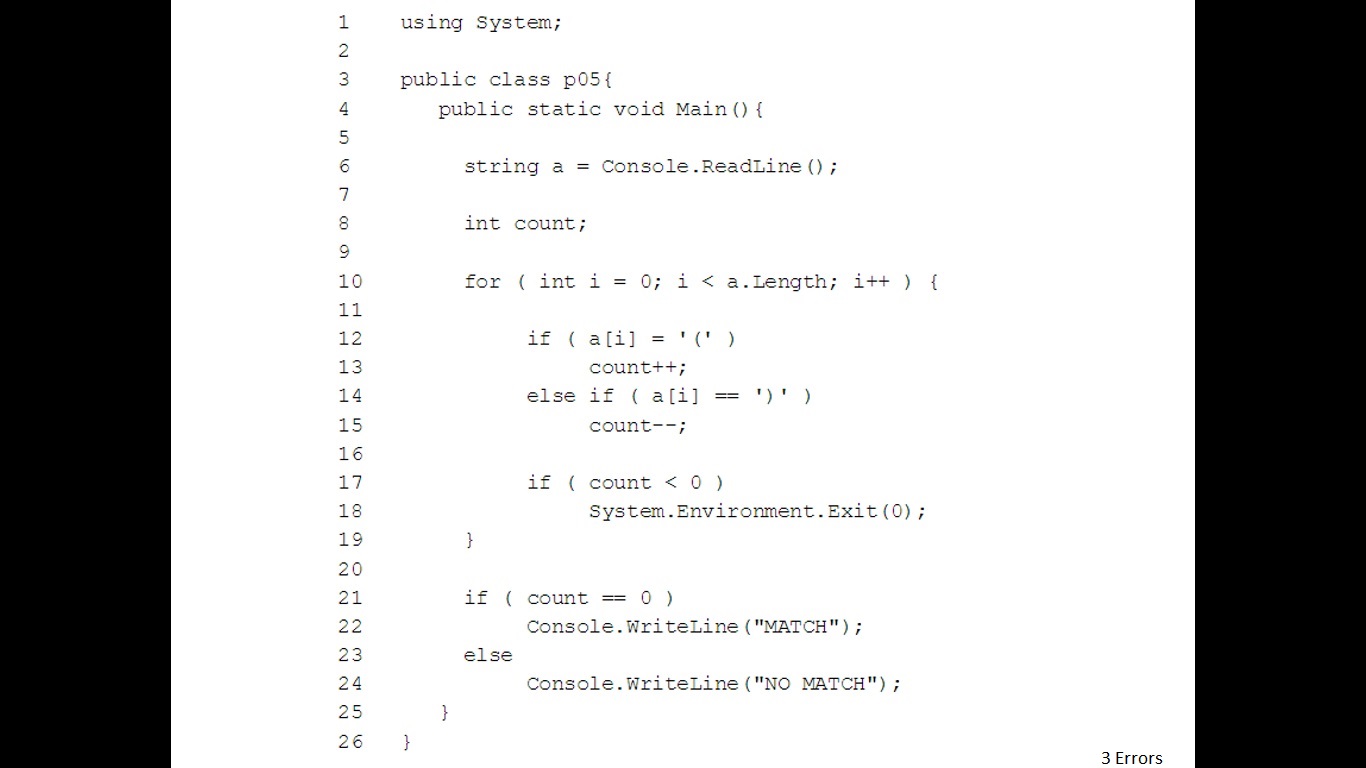 1 using System;
2
3 public class p05{
4 public static void Main(){
5
6 string a = Console.ReadLine();
7
8 int count;
9
10 for ( int i = 0; i < a.Length; i++ ) {
11
12 if ( a[i] = '(' )
13 count++;
14 else if ( a[i] == ')' )
15 count--;
16
17 if ( count < 0 )
18 System.Environment.Exit(0);
19 }
20
21 if ( count == 0 )
22 Console.WriteLine("MATCH");
23 else
24 Console.WriteLine("NO MATCH");
25 }
26 }
3 Errors